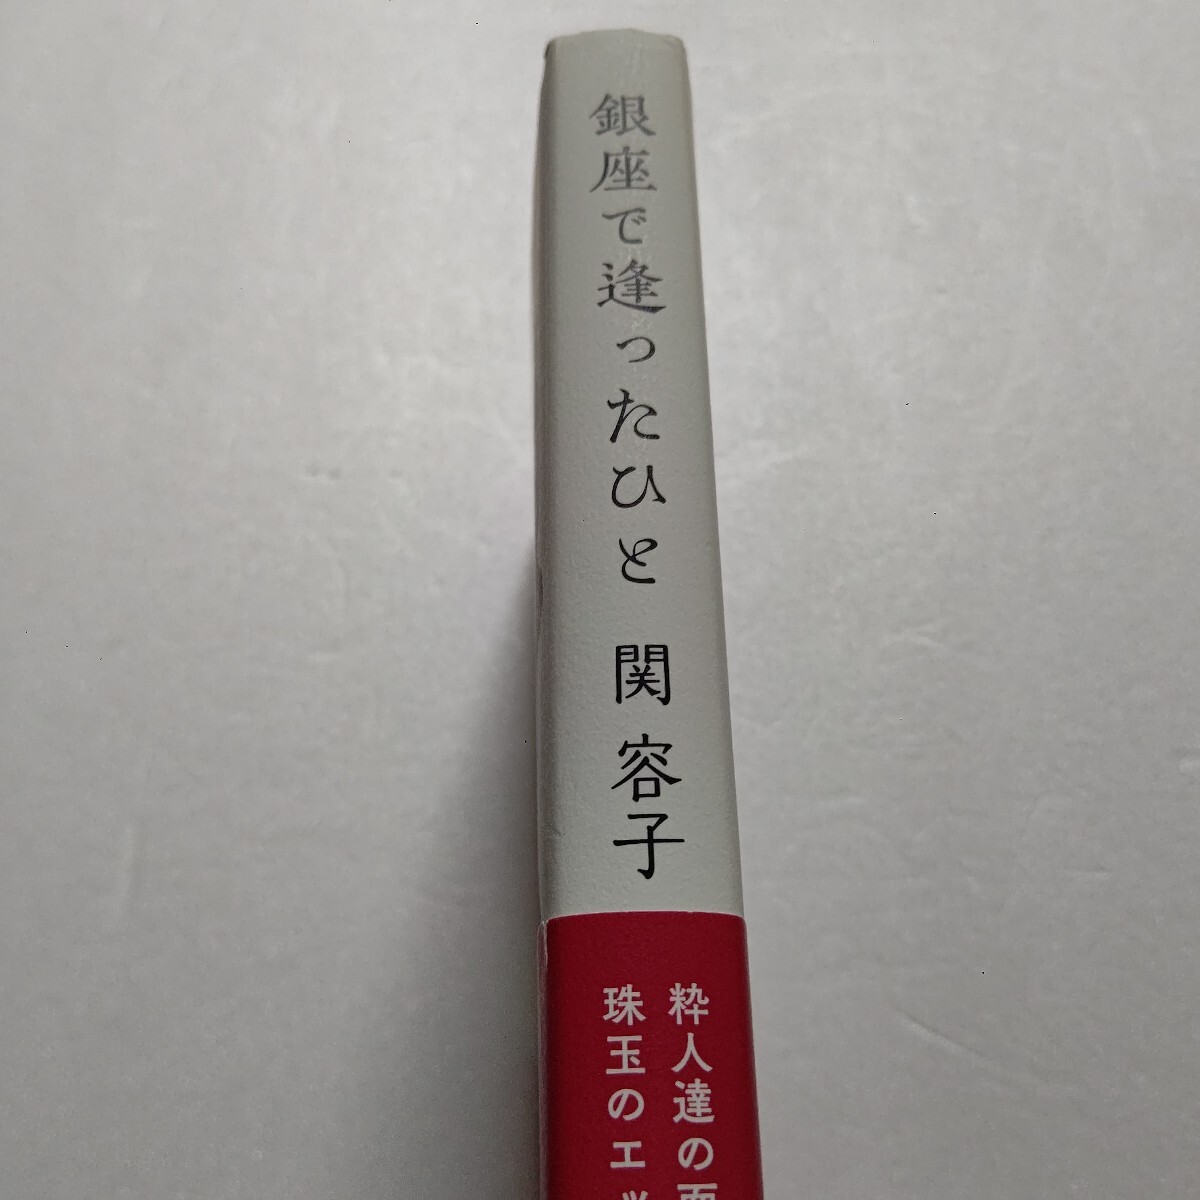 銀座で逢ったひと 関 容子
粋人達の
珠玉のエッ